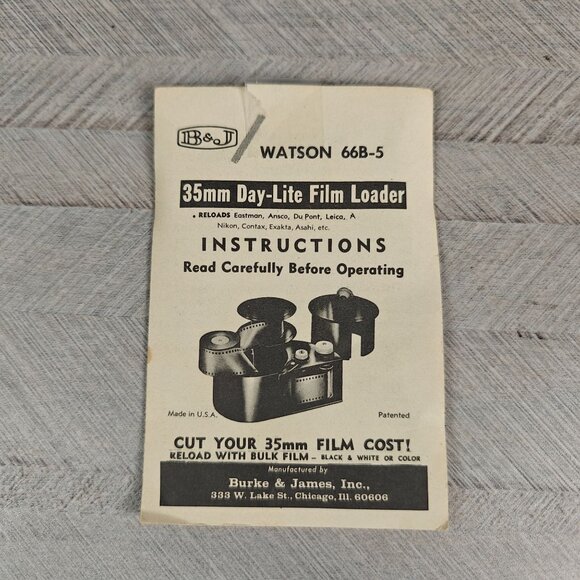 B&J
WATSON 66B-5
35mm Day-Lite Film Loader
. RELOADS Eastman, Ansco, Du Pont, Leica, A
Nikon, Contax, Exakta, Asahi, etc.
INSTRUCTIONS
Read Carefully Before Operating
Made in U.S.A.
Patented
CUT YOUR 35mm FILM COST!
RELOAD WITH BULK FILM – BLACK & WHITE OR COLOR
Manufactured by
Burke & James, Inc.,
333 W. Lake St., Chicago, Ill. 60606